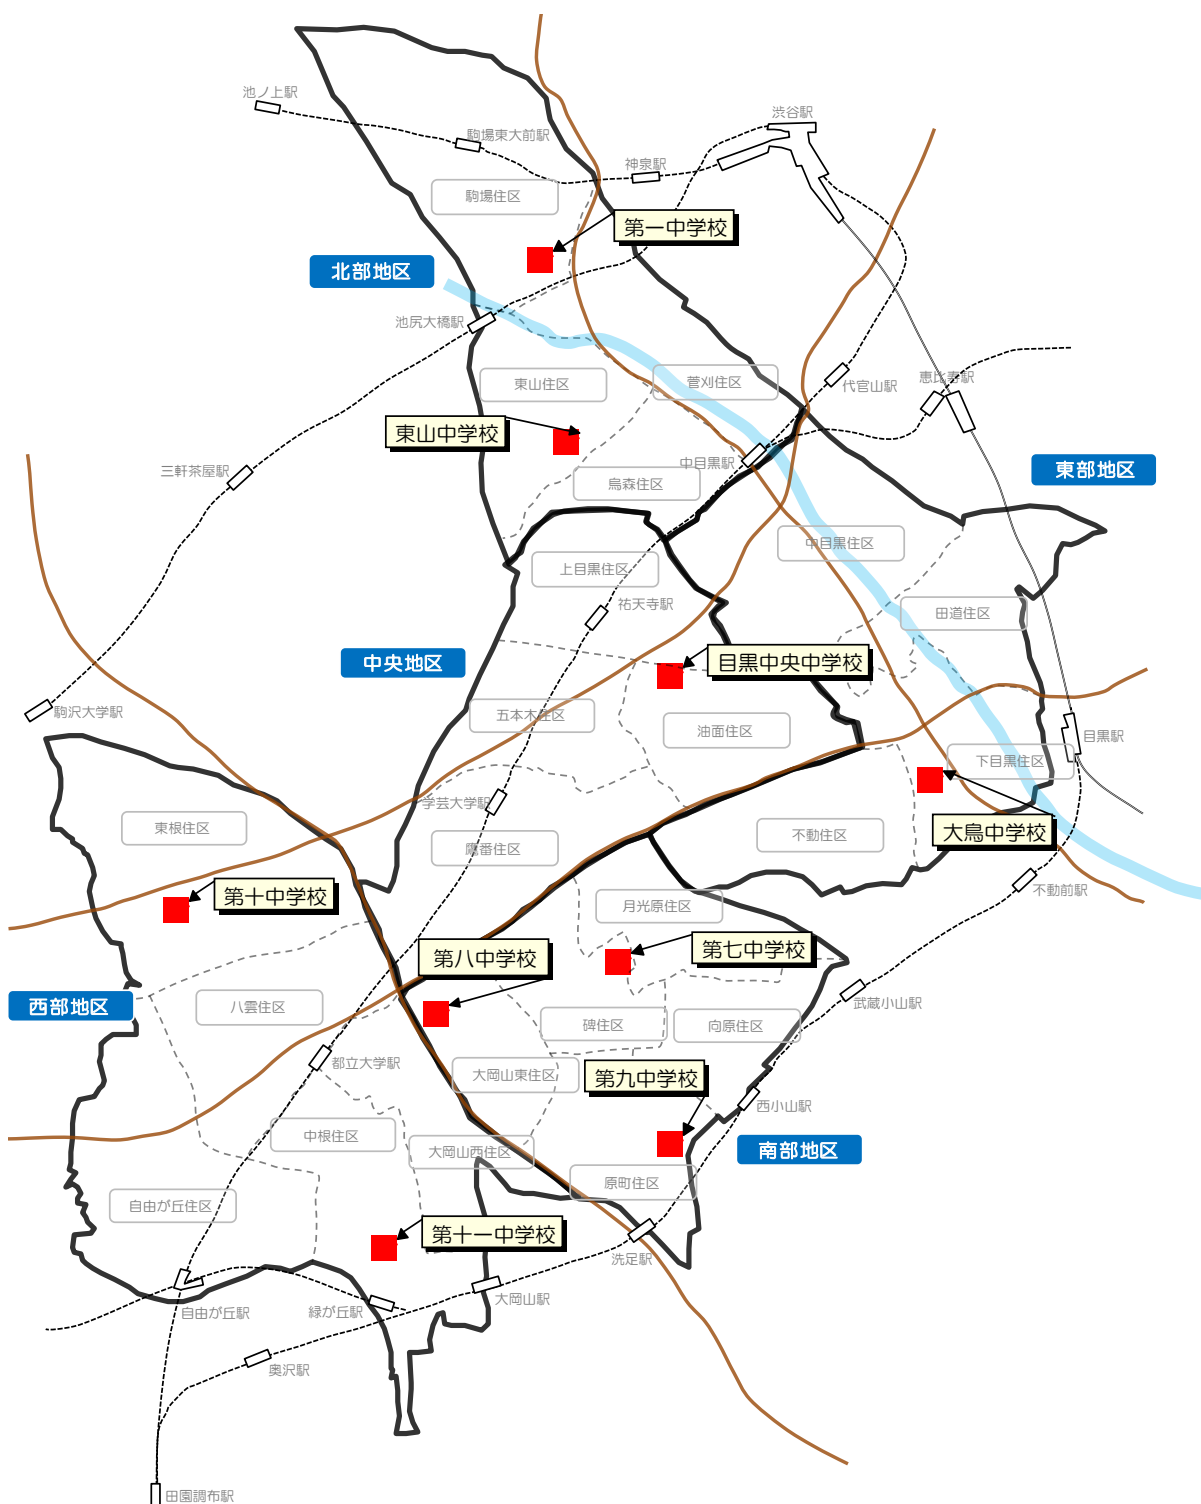 池ノ上駅
渋谷駅
駒場東大前駅
神泉駅
駒場住区
第一中学校
北部地区
池尻大橋駅
東山住区
菅刈住区
代官山駅
恵比寿駅
東山中学校
中目黒駅
三軒茶屋駅
烏森住区
東部地区
中目黒住区
上目黒住区
祐天寺駅
田道住区
中央地区
目黒中央中学校
駒沢大学駅
五本木住区
油面住区
目黒駅
下目黒住区
学芸大学駅
東根住区
鷹番住区
不動住区
大鳥中学校
第十中学校
月光原住区
不動前駅
第八中学校
第七中学校
西部地区
八雲住区
碑住区
向原住区
武蔵小山駅
都立大学駅
大岡山東住区
第九中学校
西小山駅
中根住区
大岡山西住区
南部地区
原町住区
自由が丘住区
第十一中学校
洗足駅
自由が丘駅
緑が丘駅
大岡山駅
奥沢駅
田園調布駅